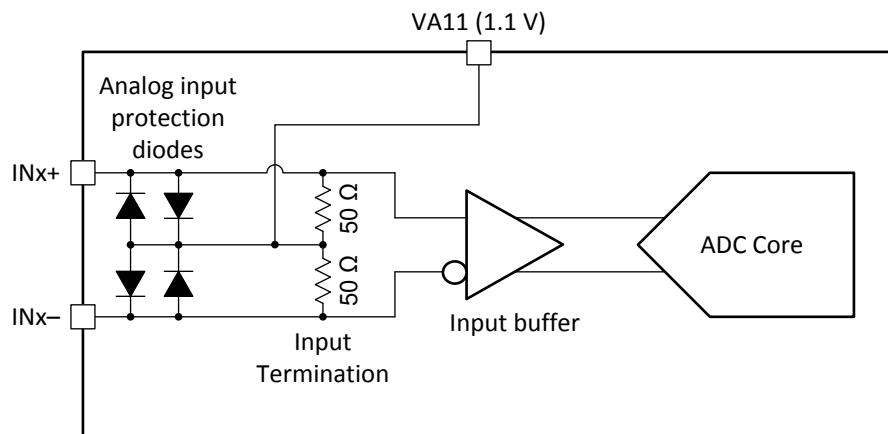 VA11 (1.1 V)
Analog input
protection
diodes
INx+
50 Ω
50 Ω
INx–
Input
Termination
Input buffer
ADC Core